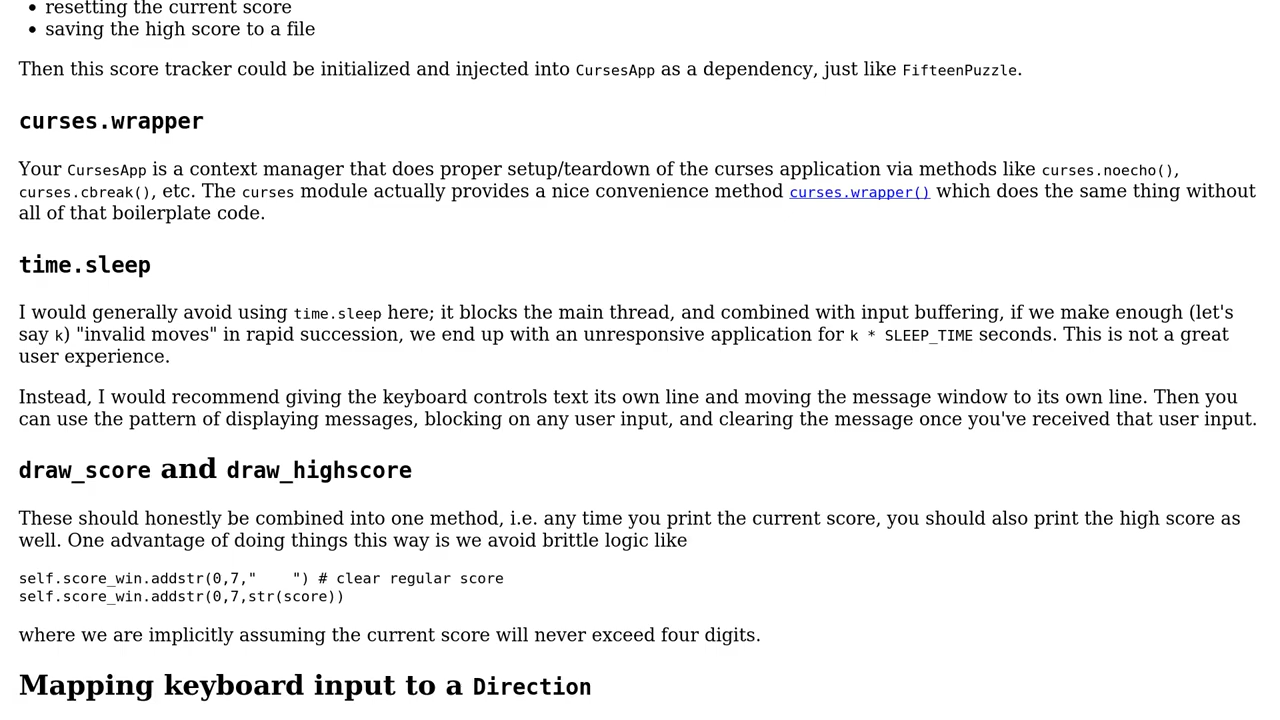 resetting the current score
saving the high score to a file
Then this score tracker could be initialized and injected into CursesApp as a dependency, just like FifteenPuzzle.
curses.wrapper
Your CursesApp is a context manager that does proper setup/teardown of the curses application via methods like curses.noecho(),
curses.cbreak(), etc. The curses module actually provides a nice convenience method curses.wrapper() which does the same thing without
all of that boilerplate code.
time.sleep
I would generally avoid using time.sleep here; it blocks the main thread, and combined with input buffering, if we make enough (let's
say k) "invalid moves" in rapid succession, we end up with an unresponsive application for k * SLEEP_TIME seconds. This is not a great
user experience.
Instead, I would recommend giving the keyboard controls text its own line and moving the message window to its own line. Then you
can use the pattern of displaying messages, blocking on any user input, and clearing the message once you've received that user input.
draw_score and draw_highscore
These should honestly be combined into one method, i.e. any time you print the current score, you should also print the high score as
well. One advantage of doing things this way is we avoid brittle logic like
self.score_win.addstr(0,7,"    ") # clear regular score
self.score_win.addstr(0,7,str(score))
where we are implicitly assuming the current score will never exceed four digits.
Mapping keyboard input to a Direction